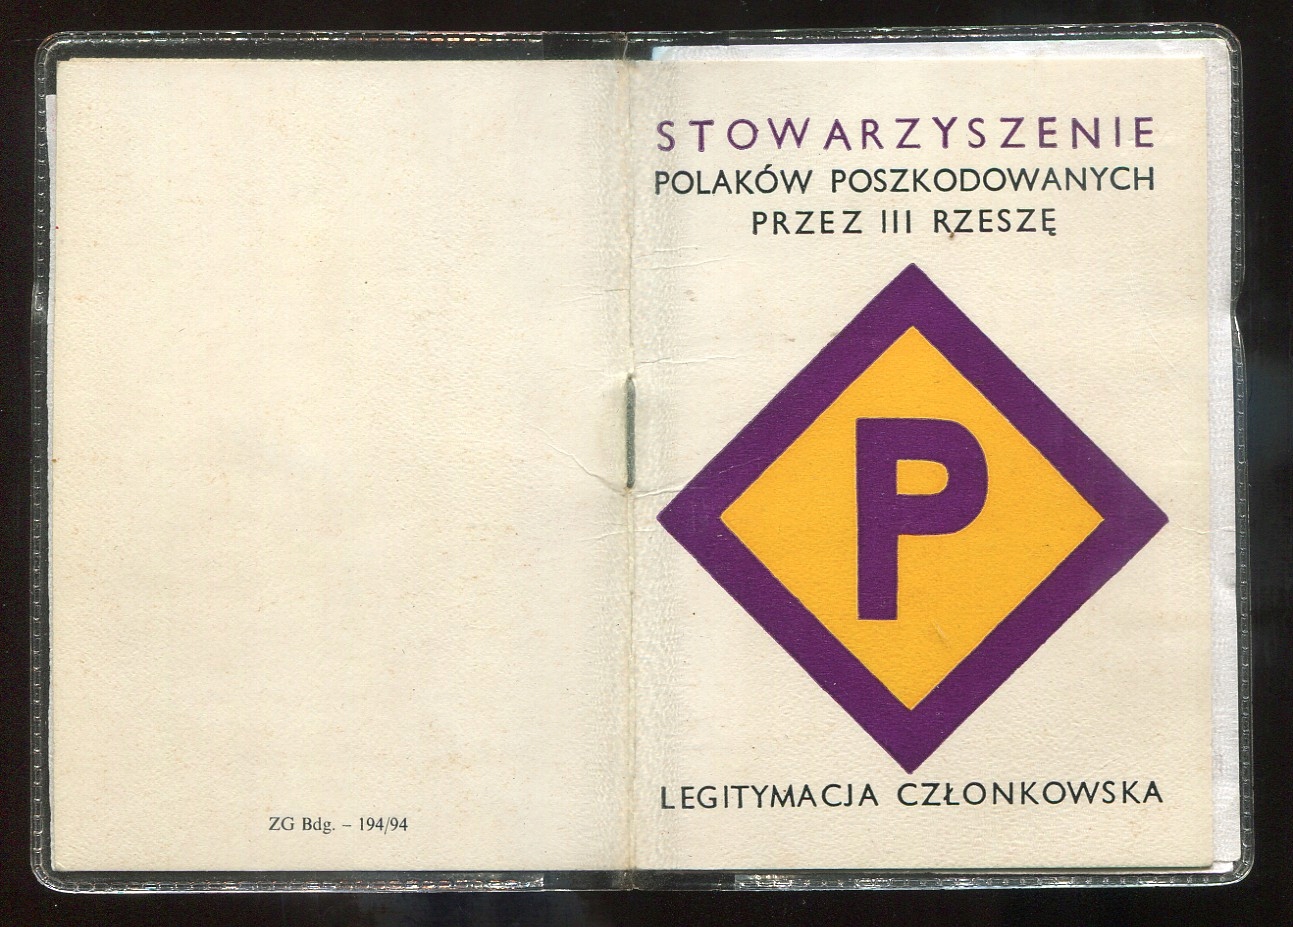 ZG Bdg. – 194/94
STOWARZYSZENIE
POLAKÓW POSZKODOWANYCH
PRZEZ III RZESZĘ
P
LEGITYMACJA CZŁONKOWSKA